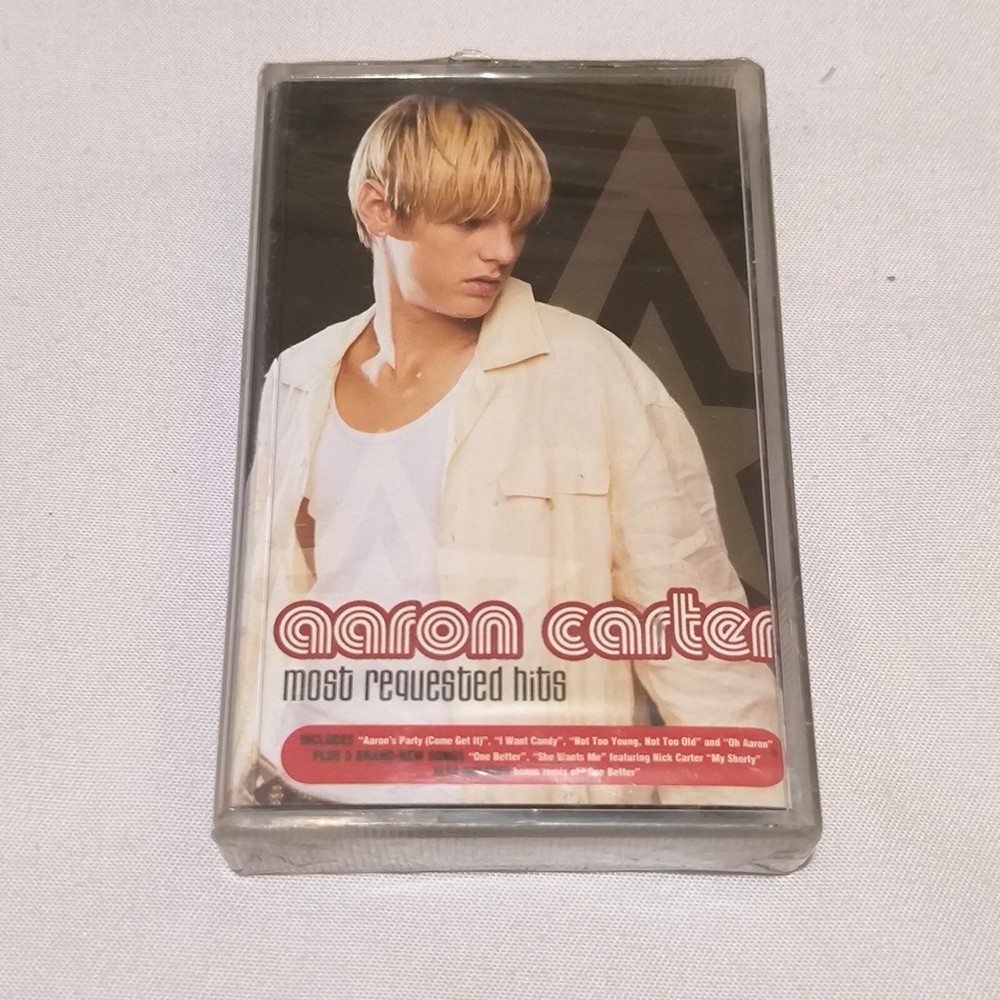 aaron carter
most requested hits
INCLUDES "Aaron's Party (Come Get It)", "I Want Candy", "Not Too Young, Not Too Old" and "Oh Aaron"
PLUS 3 BRAND-NEW SONGS "One Better", "She Wants Me" featuring Nick Carter "My Shorty"
bonus remix of "One Better"